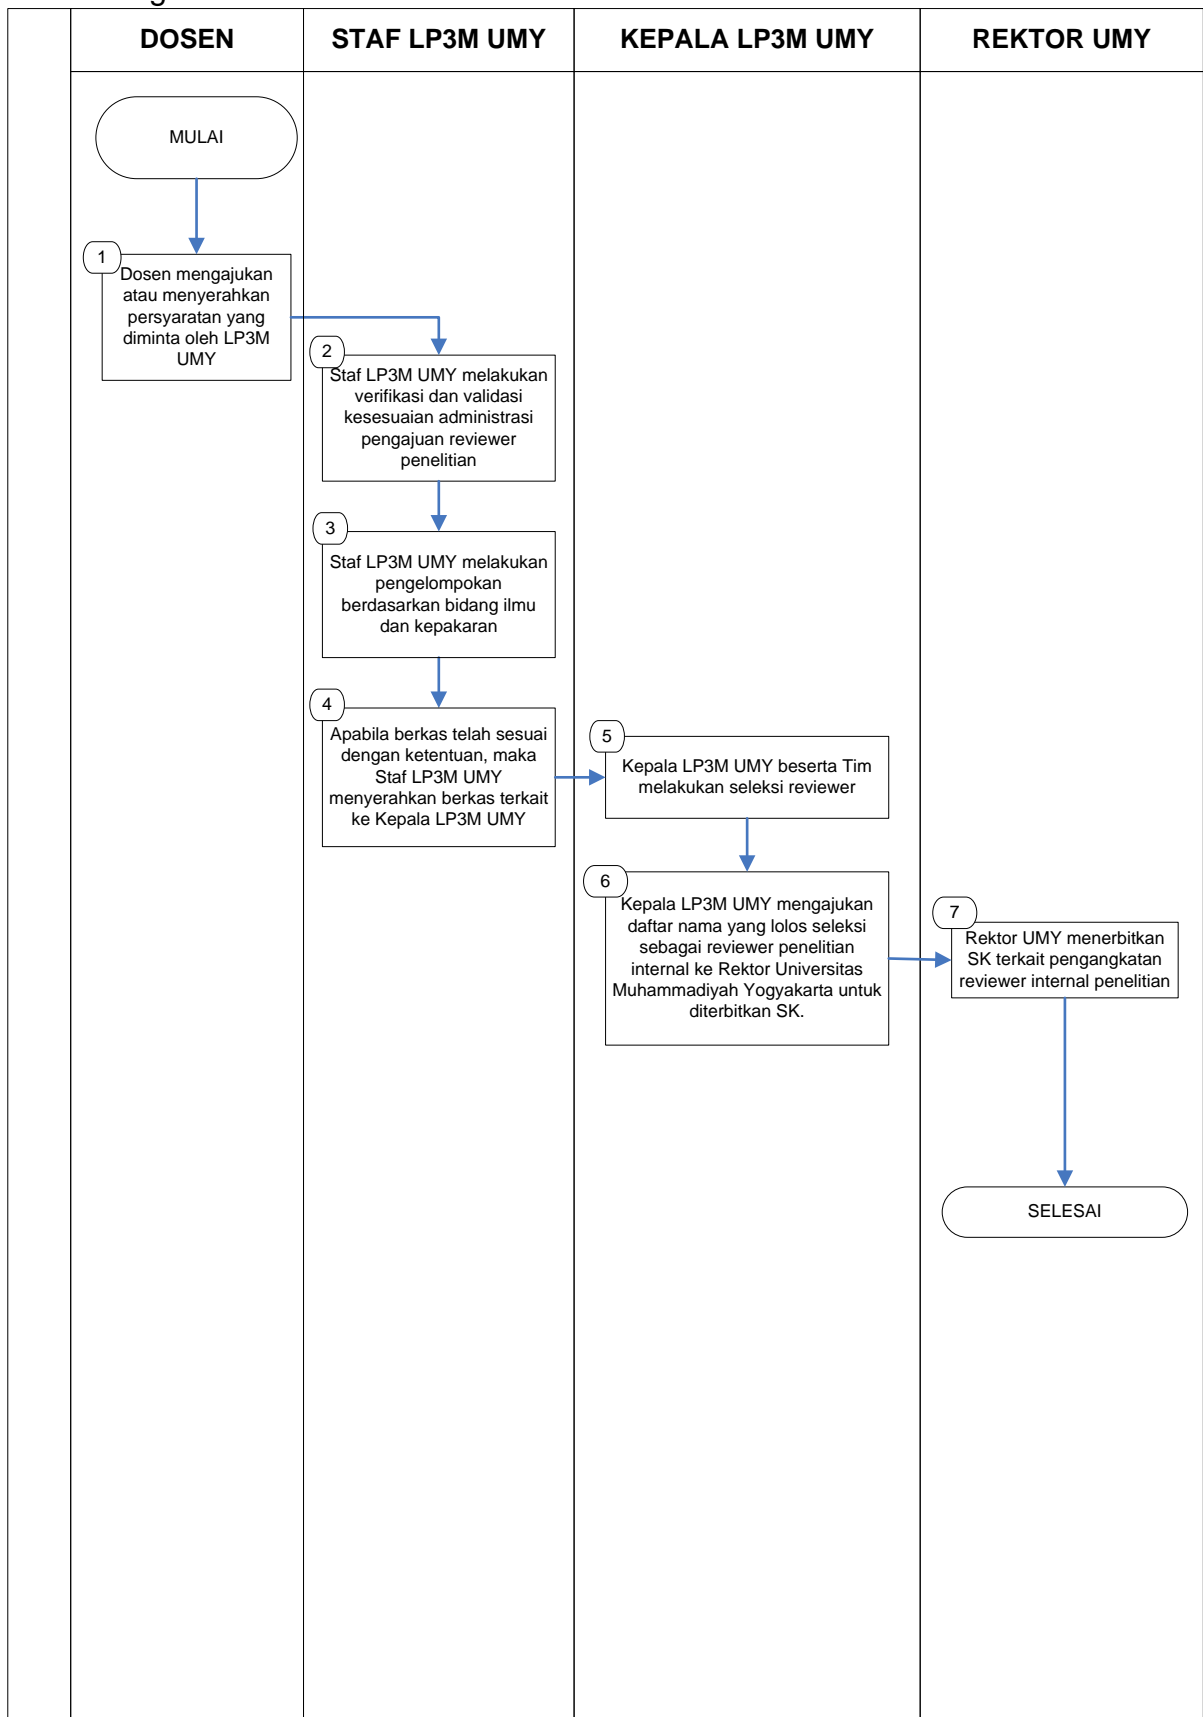 DOSEN
STAF LP3M UMY
KEPALA LP3M UMY
REKTOR UMY
MULAI
1
Dosen mengajukan
atau menyerahkan
persyaratan yang
diminta oleh LP3M
UMY
2
Staf LP3M UMY melakukan
verifikasi dan validasi
kesesuaian administrasi
pengajuan reviewer
penelitian
3
Staf LP3M UMY melakukan
pengelompokan
berdasarkan bidang ilmu
dan kepakaran
4
Apabila berkas telah sesuai
dengan ketentuan, maka
Staf LP3M UMY
menyerahkan berkas terkait
ke Kepala LP3M UMY
5
Kepala LP3M UMY beserta Tim
melakukan seleksi reviewer
6
Kepala LP3M UMY mengajukan
daftar nama yang lolos seleksi
sebagai reviewer penelitian
internal ke Rektor Universitas
Muhammadiyah Yogyakarta untuk
diterbitkan SK.
7
Rektor UMY menerbitkan
SK terkait pengangkatan
reviewer internal penelitian
SELESAI